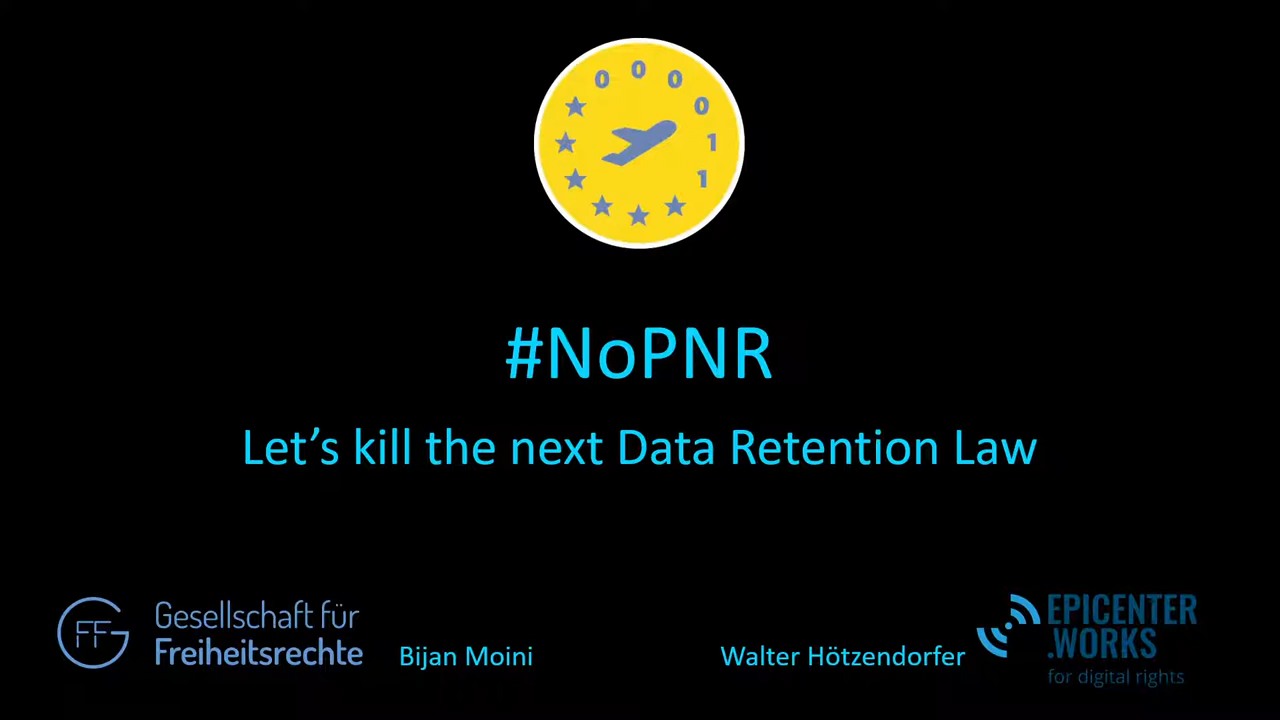 0 0 0 0 1 1
#NoPNR
Let's kill the next Data Retention Law
GFF
Gesellschaft für
Freiheitsrechte
Bijan Moini
Walter Hötzendorfer
EPICENTER
.WORKS
for digital rights